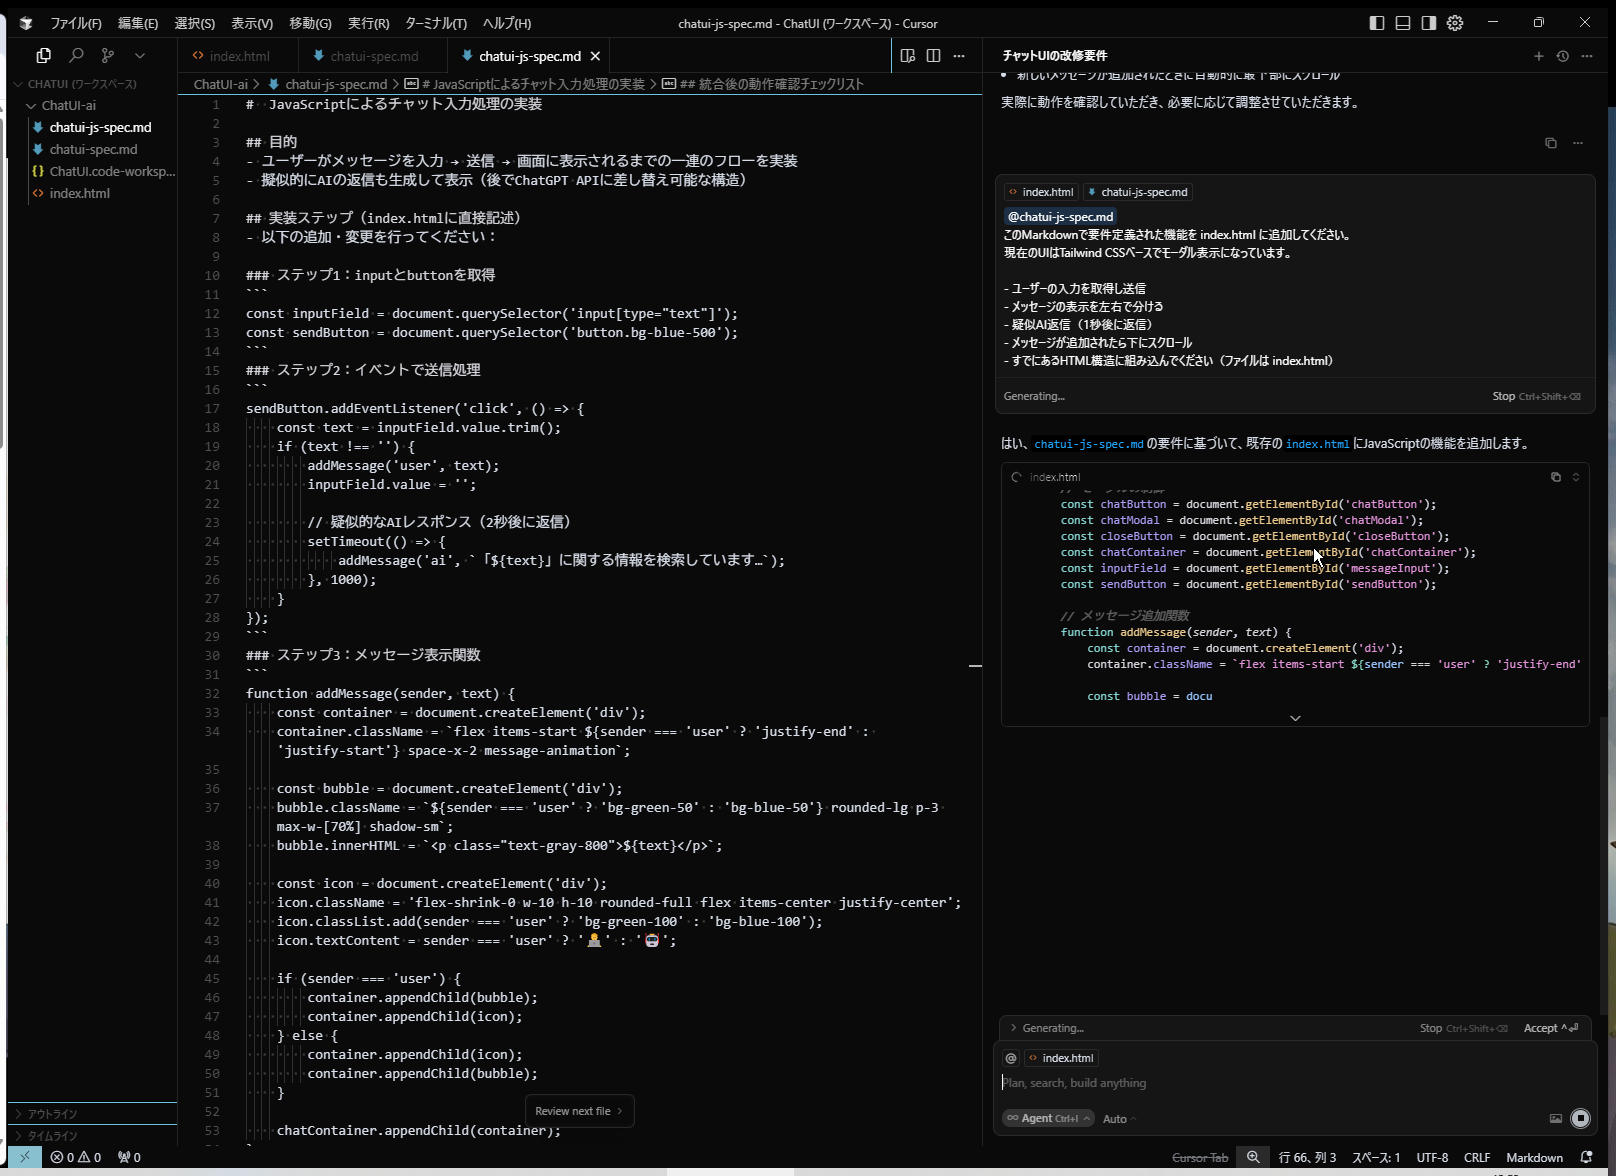 ファイル(F) 編集(E) 選択(S) 表示(V) 移動(G) 実行(R) ターミナル(T) ヘルプ(H)
chatui-js-spec.md - ChatUI (ワークスペース) - Cursor
index.html
chatui-spec.md
chatui-js-spec.md
CHATUI (ワークスペース)
ChatUI-ai
chatui-js-spec.md
chatui-spec.md
ChatUI.code-worksp...
index.html
アウトライン
タイムライン
ChatUI-ai > chatui-js-spec.md > # JavaScriptによるチャット入力処理の実装 > ## 統合後の動作確認チェックリスト
1 # JavaScriptによるチャット入力処理の実装
2
3 ## 目的
4 - ユーザーがメッセージを入力 → 送信 → 画面に表示されるまでの一連のフローを実装
5 - 擬似的にAIの返信も生成して表示（後でChatGPT APIに差し替え可能な構造）
6
7 ## 実装ステップ（index.htmlに直接記述）
8 - 以下の追加・変更を行ってください：
9
10 ### ステップ1：inputとbuttonを取得
11 ```
12 const inputField = document.querySelector('input[type="text"]');
13 const sendButton = document.querySelector('button.bg-blue-500');
14 ```
15 ### ステップ2：イベントで送信処理
16 ```
17 sendButton.addEventListener('click', () => {
18 const text = inputField.value.trim();
19 if (text !== '') {
20 addMessage('user', text);
21 inputField.value = '';
22
23 // 疑似的なAIレスポンス（2秒後に返信）
24 setTimeout(() => {
25 addMessage('ai', `「${text}」に関する情報を検索しています…`);
26 }, 1000);
27 }
28 });
29 ```
30 ### ステップ3：メッセージ表示関数
31 ```
32 function addMessage(sender, text) {
33 const container = document.createElement('div');
34 container.className = `flex items-start ${sender === 'user' ? 'justify-end' :
'justify-start'} space-x-2 message-animation`;
35
36 const bubble = document.createElement('div');
37 bubble.className = `${sender === 'user' ? 'bg-green-50' : 'bg-blue-50'} rounded-lg p-3
max-w-[70%] shadow-sm`;
38 bubble.innerHTML = `<p class="text-gray-800">${text}</p>`;
39
40 const icon = document.createElement('div');
41 icon.className = 'flex-shrink-0 w-10 h-10 rounded-full flex items-center justify-center';
42 icon.classList.add(sender === 'user' ? 'bg-green-100' : 'bg-blue-100');
43 icon.textContent = sender === 'user' ? '🧑‍💻' : '🤖';
44
45 if (sender === 'user') {
46 container.appendChild(bubble);
47 container.appendChild(icon);
48 } else {
49 container.appendChild(icon);
50 container.appendChild(bubble);
51 }
52
53 chatContainer.appendChild(container);
Review next file >
チャットUIの改修要件
• 新しいメッセージが追加されたときに自動的に最下部にスクロール
実際に動作を確認していただき、必要に応じて調整させていただきます。
index.html chatui-js-spec.md
@chatui-js-spec.md
このMarkdownで要件定義された機能を index.html に追加してください。
現在のUIはTailwind CSSベースでモーダル表示になっています。
- ユーザーの入力を取得し送信
- メッセージの表示を左右で分ける
- 疑似AI返信（1秒後に返信）
- メッセージが追加されたら下にスクロール
- すでにあるHTML構造に組み込んでください（ファイルは index.html）
Generating...
Stop Ctrl+Shift+⌫
はい、chatui-js-spec.md の要件に基づいて、既存の index.html にJavaScriptの機能を追加します。
index.html
const chatButton = document.getElementById('chatButton');
const chatModal = document.getElementById('chatModal');
const closeButton = document.getElementById('closeButton');
const chatContainer = document.getElementById('chatContainer');
const inputField = document.getElementById('messageInput');
const sendButton = document.getElementById('sendButton');
// メッセージ追加関数
function addMessage(sender, text) {
const container = document.createElement('div');
container.className = `flex items-start ${sender === 'user' ? 'justify-end'
const bubble = docu
> Generating...
Stop Ctrl+Shift+⌫ Accept ^⏎
@ index.html
Plan, search, build anything
∞ Agent Ctrl+I
Auto
0 0 0
Cursor Tab
行 66, 列 3 スペース: 1 UTF-8 CRLF Markdown